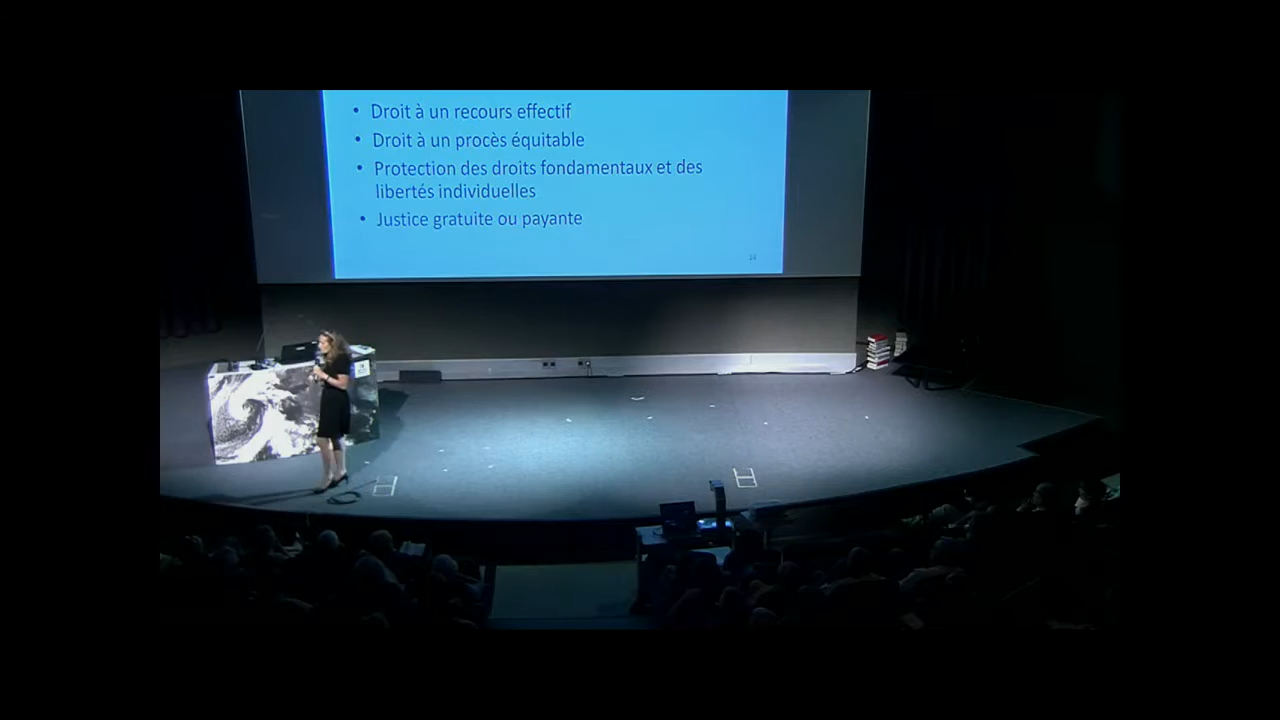 • Droit à un recours effectif
• Droit à un procès équitable
• Protection des droits fondamentaux et des
libertés individuelles
• Justice gratuite ou payante